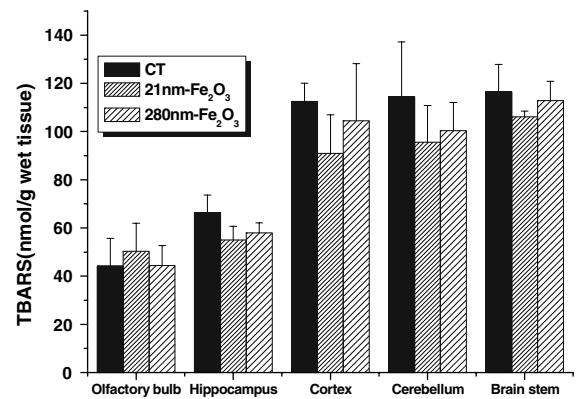 TBARS(nmol/g wet tissue)
140
120
100
80
60
40
20
0
CT
21nm-Fe₂O₃
280nm-Fe₂O₃
Olfactory bulb Hippocampus Cortex Cerebellum Brain stem